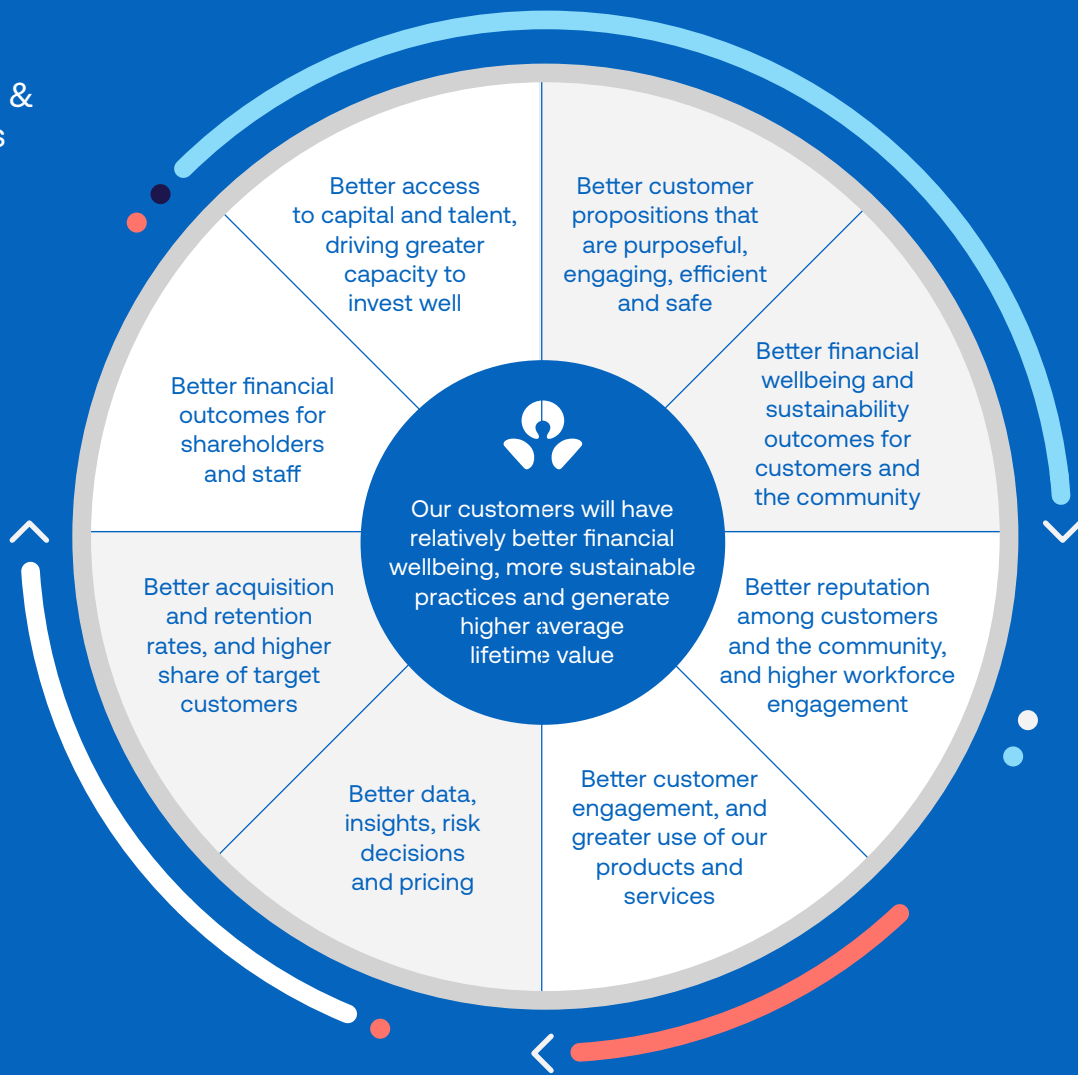 &
s
Better access
to capital and talent,
driving greater
capacity to
invest well
Better customer
propositions that
are purposeful,
engaging, efficient
and safe
Better financial
wellbeing and
sustainability
outcomes for
customers and
the community
Better reputation
among customers
and the community,
and higher workforce
engagement
Better customer
engagement, and
greater use of our
products and
services
Better data,
insights, risk
decisions
and pricing
Better acquisition
and retention
rates, and higher
share of target
customers
Better financial
outcomes for
shareholders
and staff
Our customers will have
relatively better financial
wellbeing, more sustainable
practices and generate
higher average
lifetime value